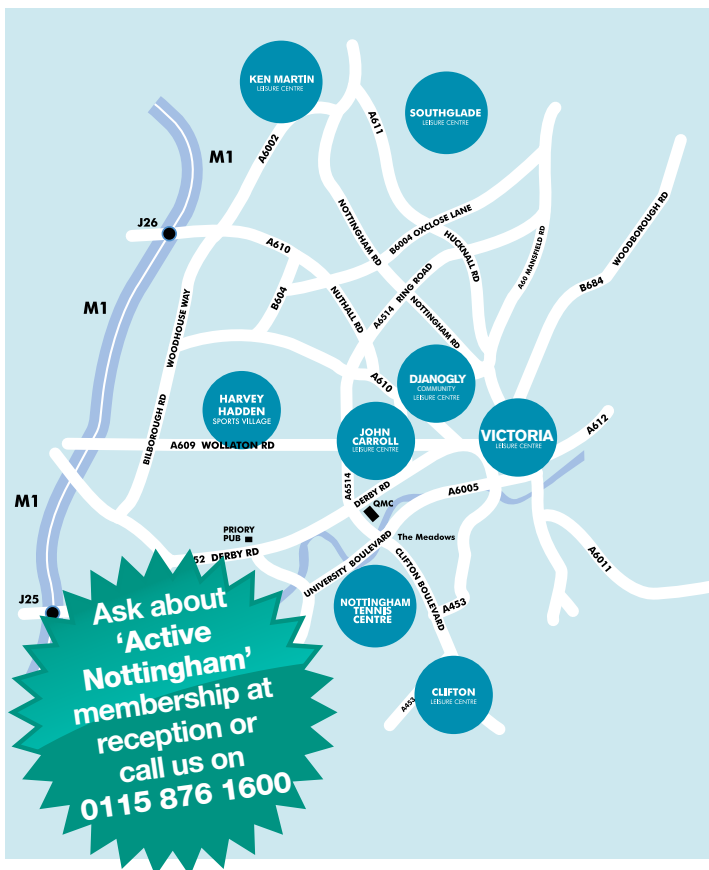 KEN MARTIN
LEISURE CENTRE
SOUTHGLADE
LEISURE CENTRE
A611
A6002
M1
J26
NOTTINGHAM RD
B6004 OXCLOSE LANE
HUCKNALL RD
A60 MANSFIELD RD
WOODBOROUGH RD
B684
A610
B604
NUTHALL RD
A6514 RING ROAD
NOTTINGHAM RD
M1
WOODHOUSE WAY
A610
DJANOGLY
COMMUNITY
LEISURE CENTRE
HARVEY
HADDEN
SPORTS VILLAGE
BILBOROUGH RD
JOHN
CARROLL
LEISURE CENTRE
VICTORIA
LEISURE CENTRE
A612
A609 WOLLATON RD
A6514
DERBY RD
A6005
M1
QMC
PRIORY
PUB
The Meadows
52 DERBY RD
UNIVERSITY BOULEVARD
CLIFTON BOULEVARD
A6011
J25
NOTTINGHAM
TENNIS
CENTRE
A453
CLIFTON
LEISURE CENTRE
A453
Ask about
‘Active
Nottingham’
membership at
reception or
call us on
0115 876 1600